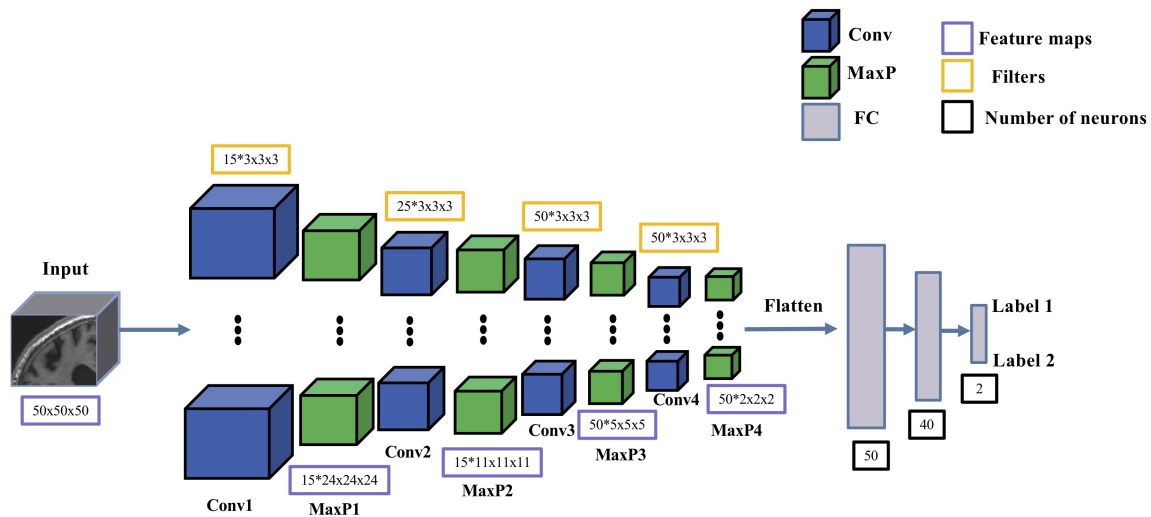 Conv
MaxP
FC
Feature maps
Filters
Number of neurons
15*3x3x3
25*3x3x3
50*3x3x3
50*3x3x3
Input
50x50x50
Flatten
Label 1
Label 2
Conv1
15*24x24x24
MaxP1
Conv2
15*11x11x11
MaxP2
Conv3
50*5x5x5
MaxP3
Conv4
50*2x2x2
MaxP4
50
40
2